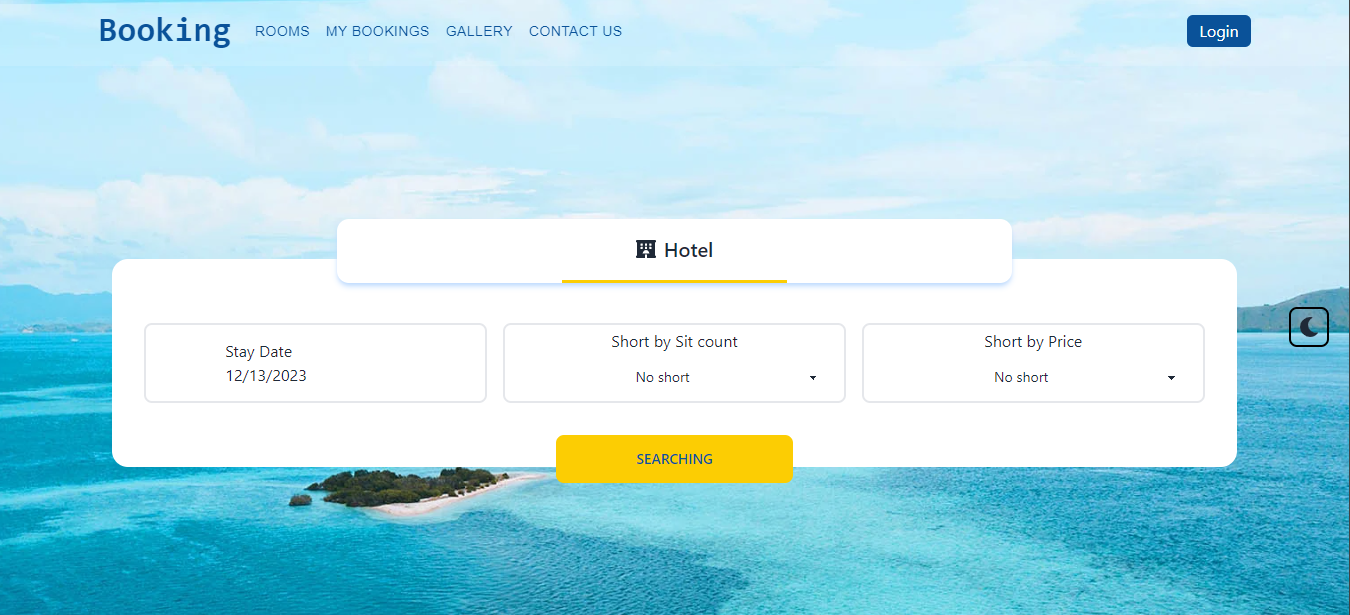 Booking
ROOMS
MY BOOKINGS
GALLERY
CONTACT US
Login
Hotel
Stay Date
12/13/2023
Short by Sit count
No short
Short by Price
No short
SEARCHING